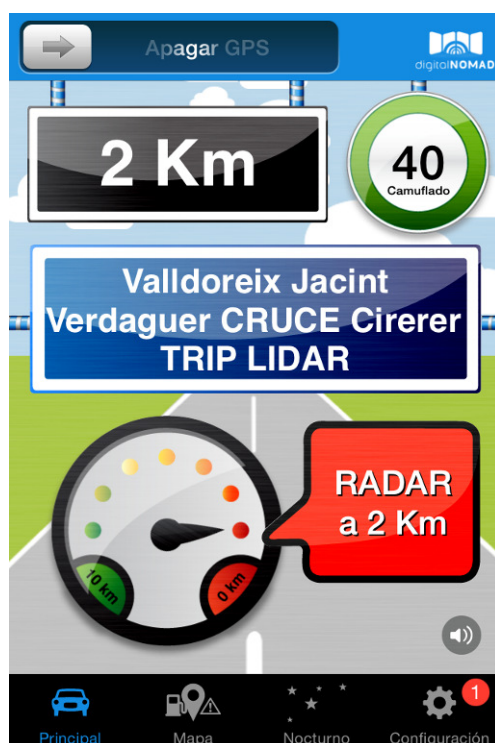 Apagar GPS
digitalNOMAD
2 Km
40
Camuflado
Valldoreix Jacint
Verdaguer CRUCE Cirerer
TRIP LIDAR
RADAR
a 2 Km
10 km
0 km
1
Principal
Mapa
Nocturno
Configuración